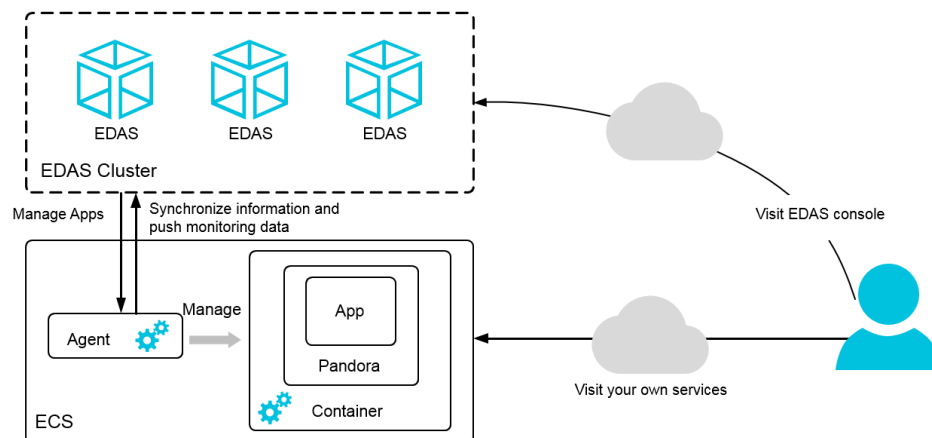 EDAS
EDAS
EDAS
EDAS Cluster
Manage Apps
Synchronize information and
push monitoring data
Visit EDAS console
Manage
App
Agent
Pandora
Visit your own services
Container
ECS